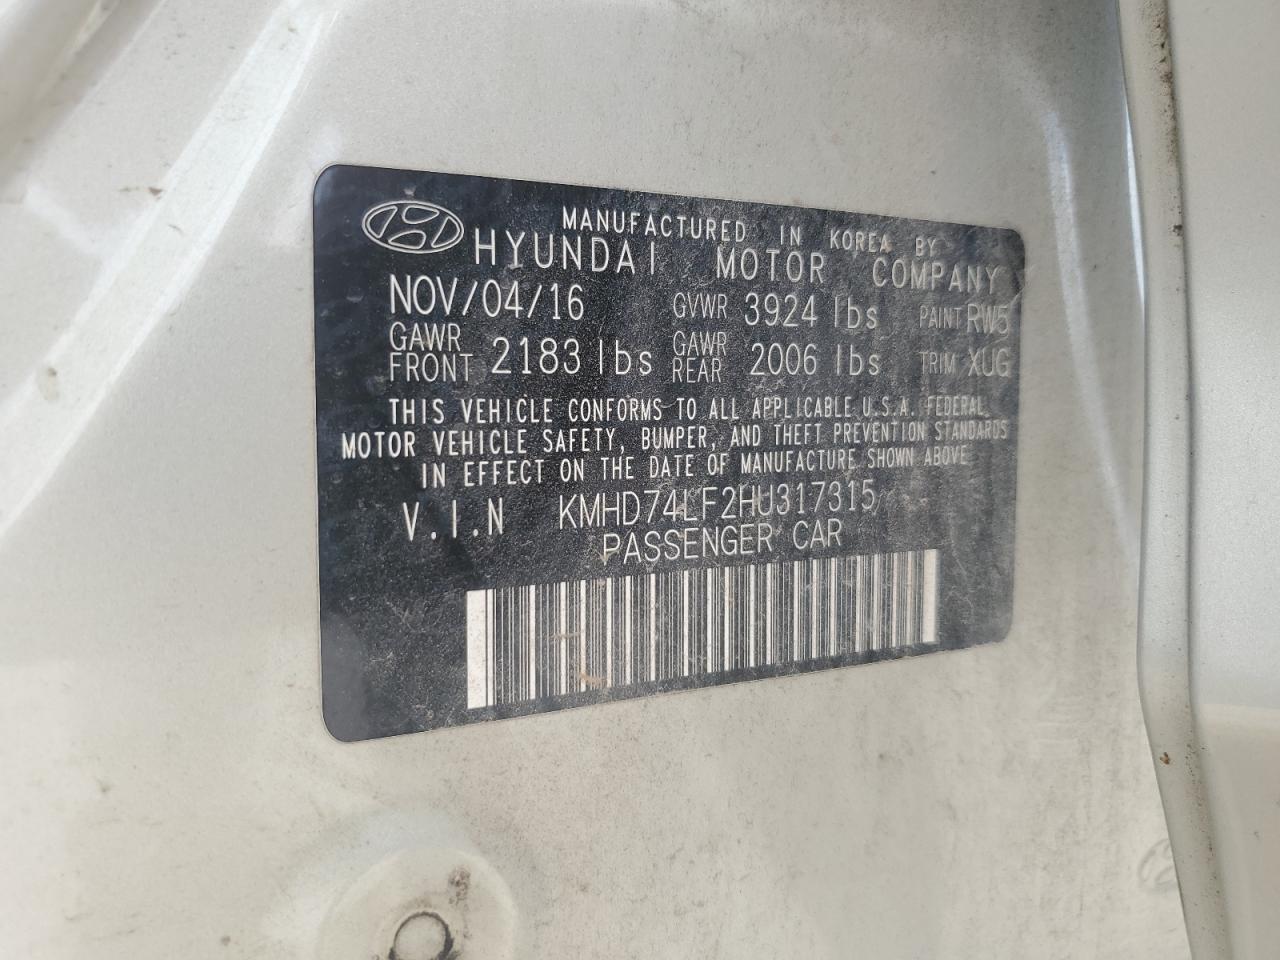 MANUFACTURED IN KOREA BY
HYUNDAI MOTOR COMPANY
NOV/04/16 GVWR 3924 lbs PAINT RW5
GAWR FRONT 2183 lbs GAWR REAR 2006 lbs TRIM XUG
THIS VEHICLE CONFORMS TO ALL APPLICABLE U.S.A. FEDERAL
MOTOR VEHICLE SAFETY, BUMPER, AND THEFT PREVENTION STANDARDS
IN EFFECT ON THE DATE OF MANUFACTURE SHOWN ABOVE
V.I.N KMHD74LF2HU317315
PASSENGER CAR